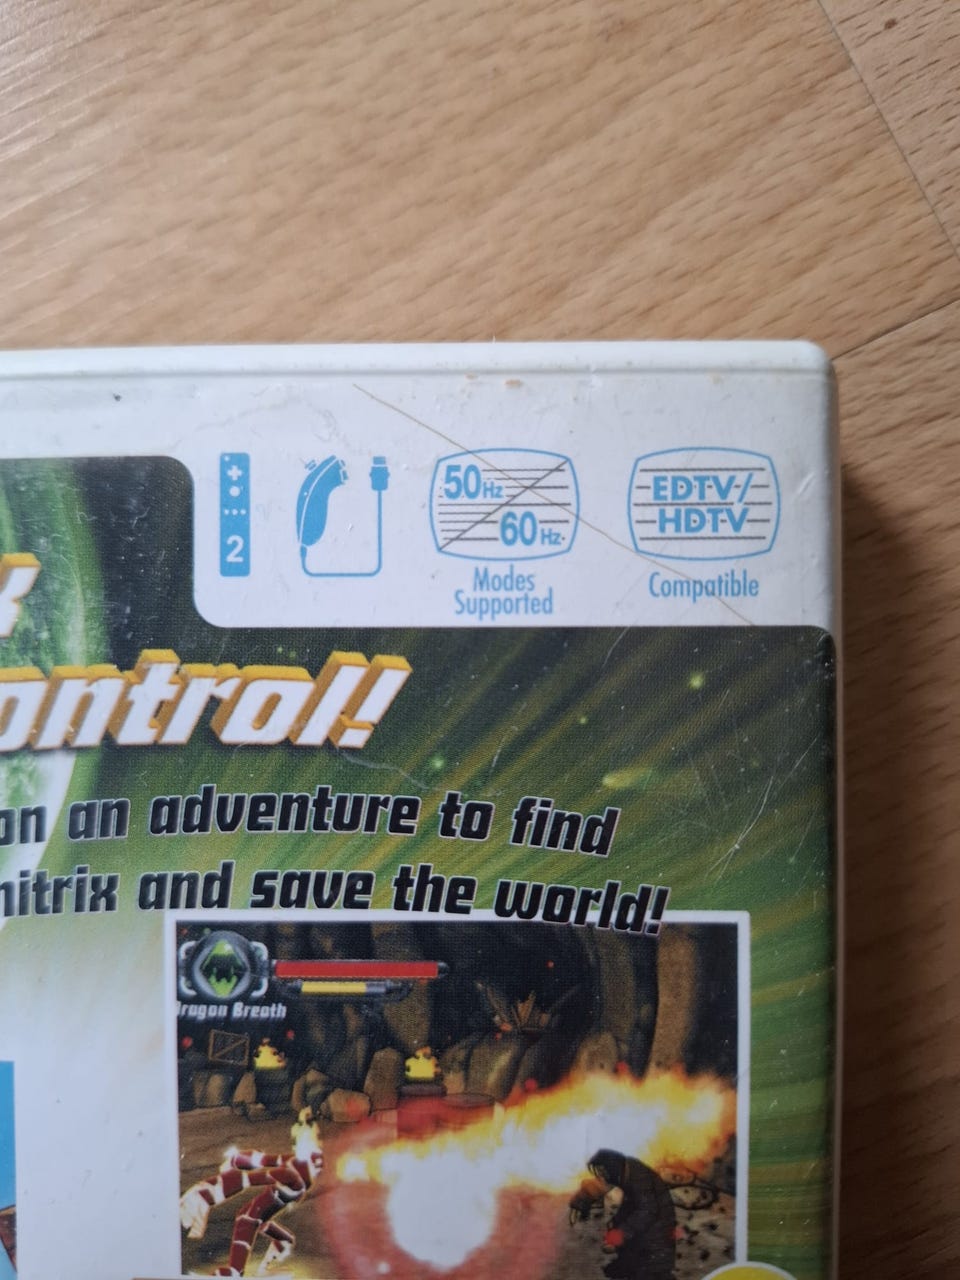 2
50Hz
60Hz
Modes
Supported
EDTV/
HDTV
Compatible
ontrol!
on an adventure to find
nitrix and save the world!
Dragon Breath